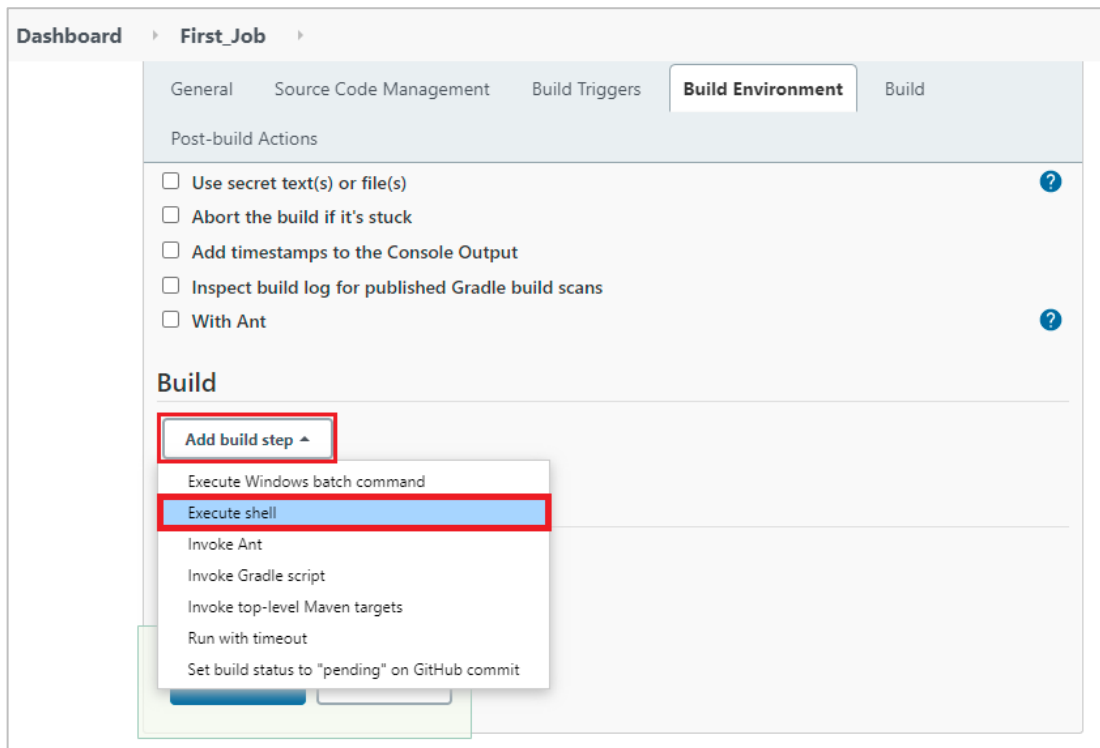 Dashboard First_Job
General Source Code Management Build Triggers Build Environment Build
Post-build Actions
Use secret text(s) or file(s) ?
Abort the build if it's stuck
Add timestamps to the Console Output
Inspect build log for published Gradle build scans
With Ant ?
Build
Add build step
Execute Windows batch command
Execute shell
Invoke Ant
Invoke Gradle script
Invoke top-level Maven targets
Run with timeout
Set build status to "pending" on GitHub commit